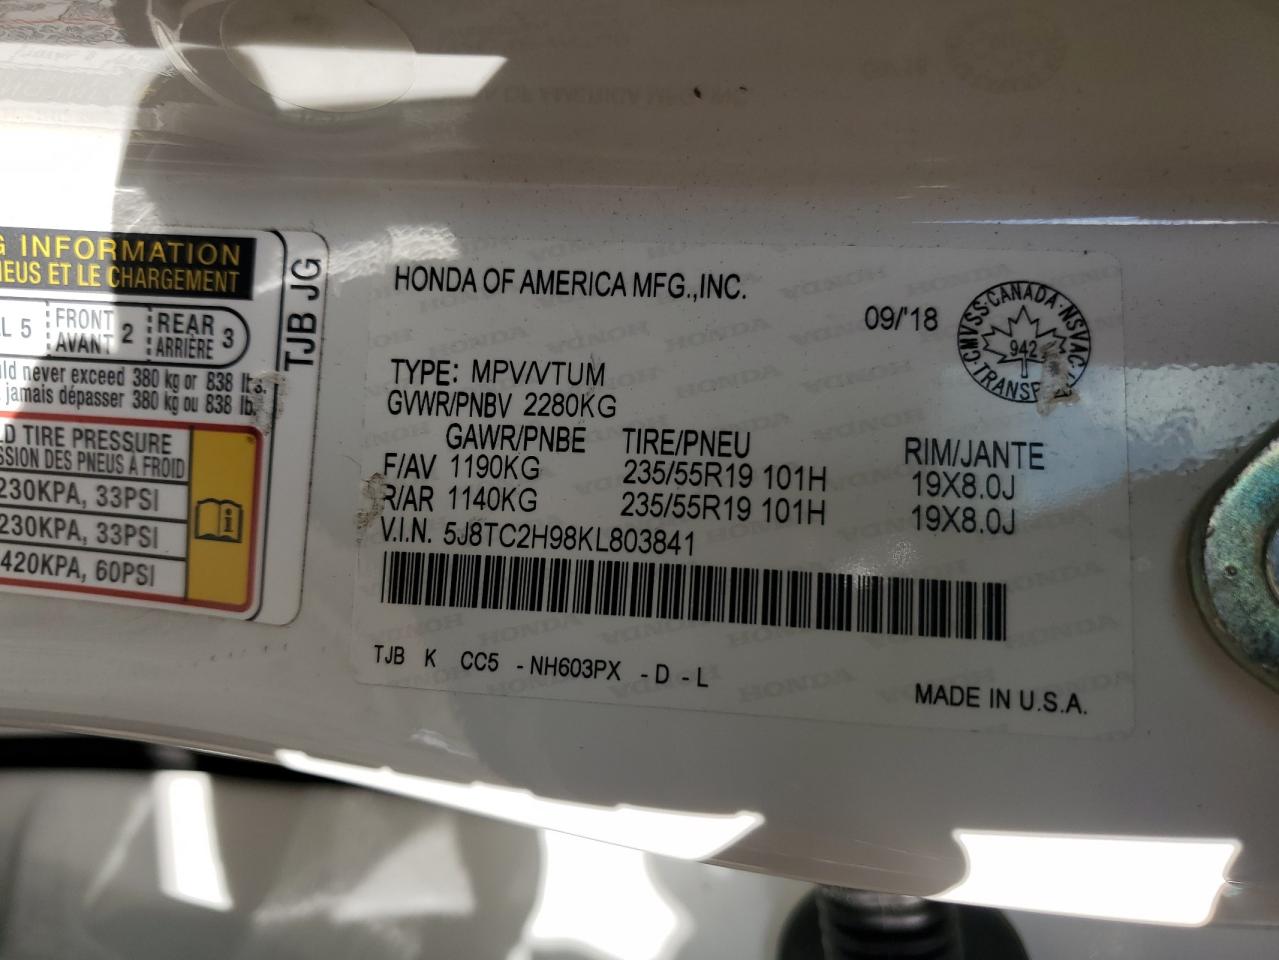 G INFORMATION
NEUS ET LE CHARGEMENT
L 5 FRONT AVANT 2 REAR ARRIÈRE 3
never exceed 380 kg or 838 lbs.
jamais dépasser 380 kg ou 838 lb.
TIRE PRESSURE
DES PNEUS À FROID
230KPA, 33PSI
230KPA, 33PSI
420KPA, 60PSI
TJB JG
HONDA OF AMERICA MFG.,INC.
09/'18
CMVSS·CANADA·NSVAC
942
TRANSP
TYPE: MPV/VTUM
GVWR/PNBV 2280KG
GAWR/PNBE TIRE/PNEU RIM/JANTE
F/AV 1190KG 235/55R19 101H 19X8.0J
R/AR 1140KG 235/55R19 101H 19X8.0J
V.I.N. 5J8TC2H98KL803841
TJB K CC5 - NH603PX - D - L
MADE IN U.S.A.